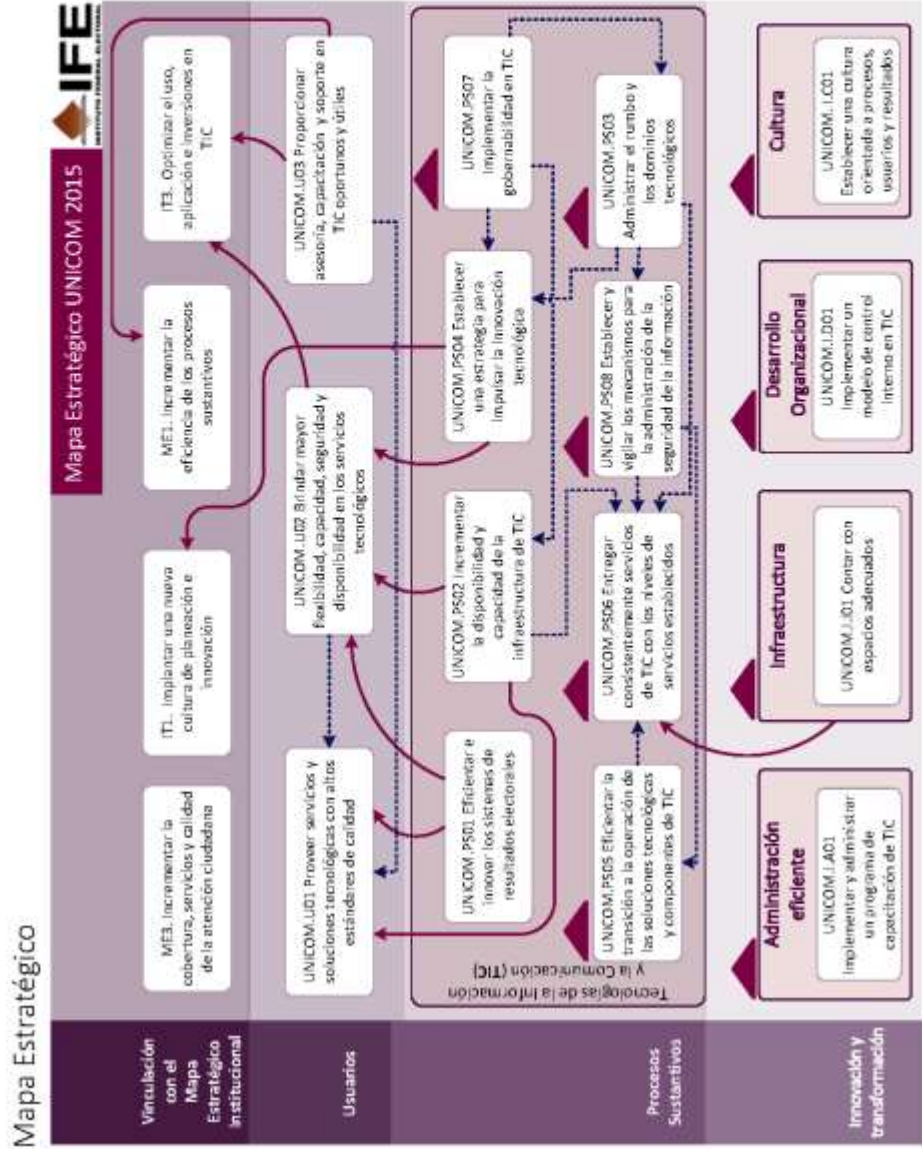 Mapa Estratégico
Mapa Estratégico UNICOM 2015
IFE
INSTITUTO FEDERAL ELECTORAL
Vinculación
con el
Mapa
Estratégico
Institucional
ME3. Incrementar la
cobertura, servicios y calidad
de la atención ciudadana
IT1. Implantar una nueva
cultura de planeación e
innovación
ME1. Incrementar la
eficiencia de los procesos
sustantivos
IT3. Optimizar el uso,
aplicación e inversiones en
TIC
Usuarios
UNICOM.U01 Proveer servicios y
soluciones tecnológicas con altos
estándares de calidad
UNICOM.U02 Brindar mayor
flexibilidad, capacidad, seguridad y
disponibilidad en los servicios
tecnológicos
UNICOM.U03 Proporcionar
asesoría, capacitación y soporte en
TIC oportunos y útiles
Procesos
Sustantivos
Tecnologías de la Información
y la Comunicación (TIC)
UNICOM.PS01 Eficientar e
innovar los sistemas de
resultados electorales
UNICOM.PS02 Incrementar
la disponibilidad y
capacidad de la
infraestructura de TIC
UNICOM.PS04 Establecer
una estrategia para
impulsar la innovación
tecnológica
UNICOM.PS07
Implementar la
gobernabilidad en TIC
UNICOM.PS05 Eficientar la
transición a la operación de
las soluciones tecnológicas
y componentes de TIC
UNICOM.PS06 Entregar
consistentemente servicios
de TIC con los niveles de
servicios establecidos
UNICOM.PS08 Establecer y
vigilar los mecanismos para
la administración de la
seguridad de la información
UNICOM.PS03
Administrar el rumbo y
los dominios
tecnológicos
Innovación y
transformación
Administración
eficiente
UNICOM.I.A01
Implementar y administrar
un programa de
capacitación de TIC
Infraestructura
UNICOM.I.I01 Contar con
espacios adecuados
Desarrollo
Organizacional
UNICOM.I.D01
Implementar un
modelo de control
interno en TIC
Cultura
UNICOM.I.C01
Establecer una cultura
orientada a procesos,
usuarios y resultados